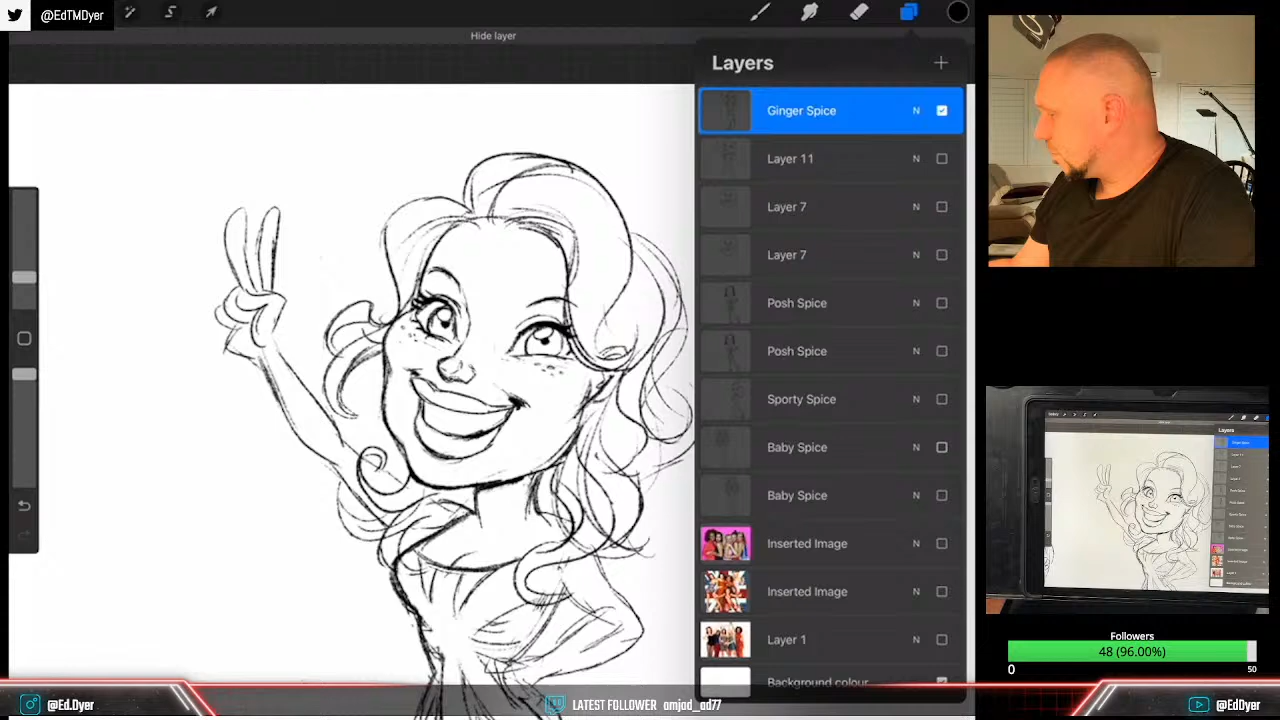 @EdTMDyer
Hide layer
Layers
Ginger Spice N
Layer 11 N
Layer 7 N
Layer 7 N
Posh Spice N
Posh Spice N
Sporty Spice N
Baby Spice N
Baby Spice N
Inserted Image N
Inserted Image N
Layer 1 N
Background colour
Followers
48 (96.00%)
0 50
@Ed.Dyer
LATEST FOLLOWER amjad_ad77
@EdDyer